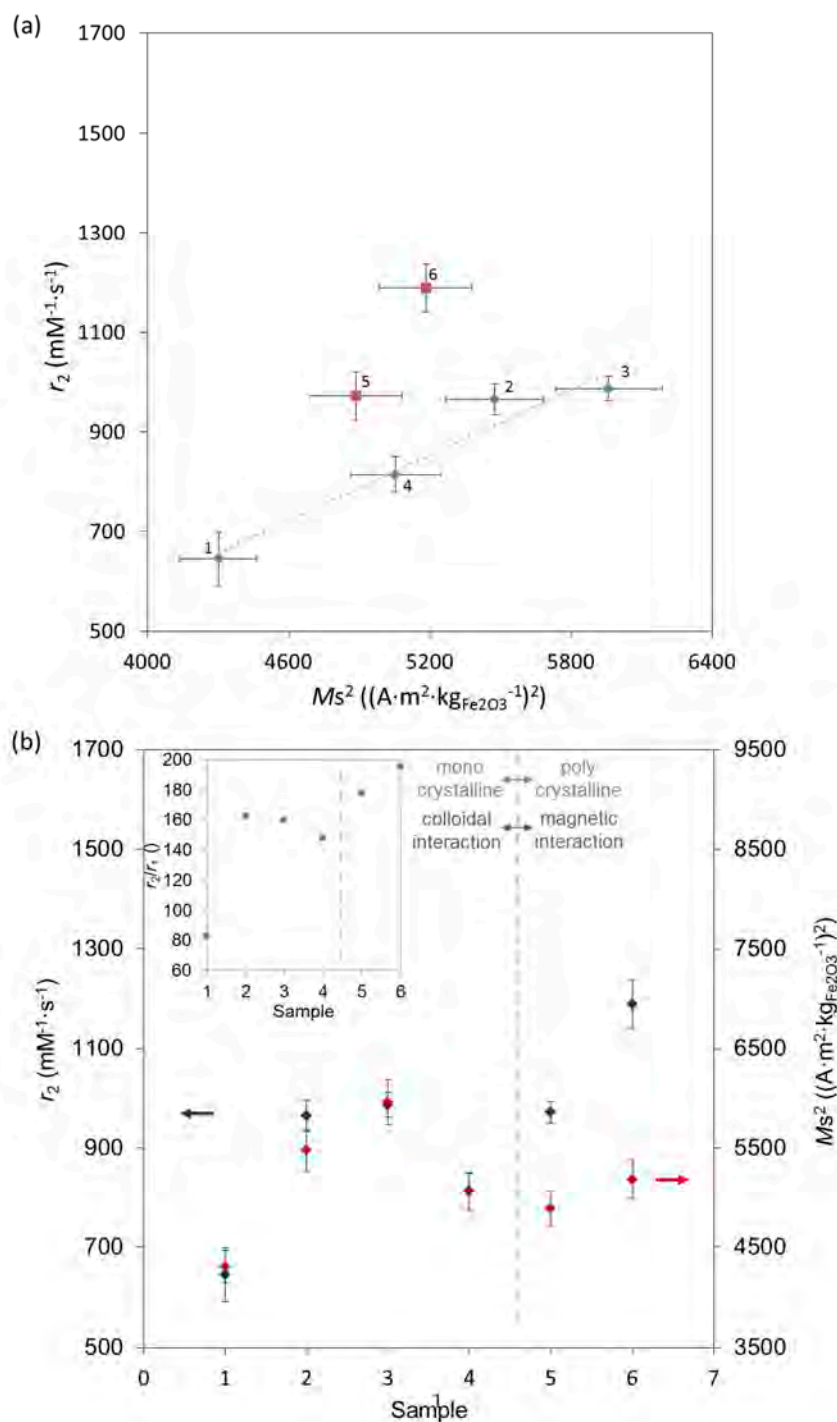 (a)
1700
1500
1300
1100
900
700
500
r₂ (mM⁻¹·s⁻¹)
6
5
2
3
4
1
4000 4600 5200 5800 6400
Ms² ((A·m²·kg_Fe2O3⁻¹)²)
(b)
1700
1500
1300
1100
900
700
500
r₂ (mM⁻¹·s⁻¹)
200
180
160
140
120
100
80
60
r₂/r₁ ()
1 2 3 4 5 6
Sample
mono poly
crystalline crystalline
colloidal magnetic
interaction interaction
9500
8500
7500
6500
5500
4500
3500
Ms² ((A·m²·kg_Fe2O3⁻¹)²)
0 1 2 3 4 5 6 7
1
Sample